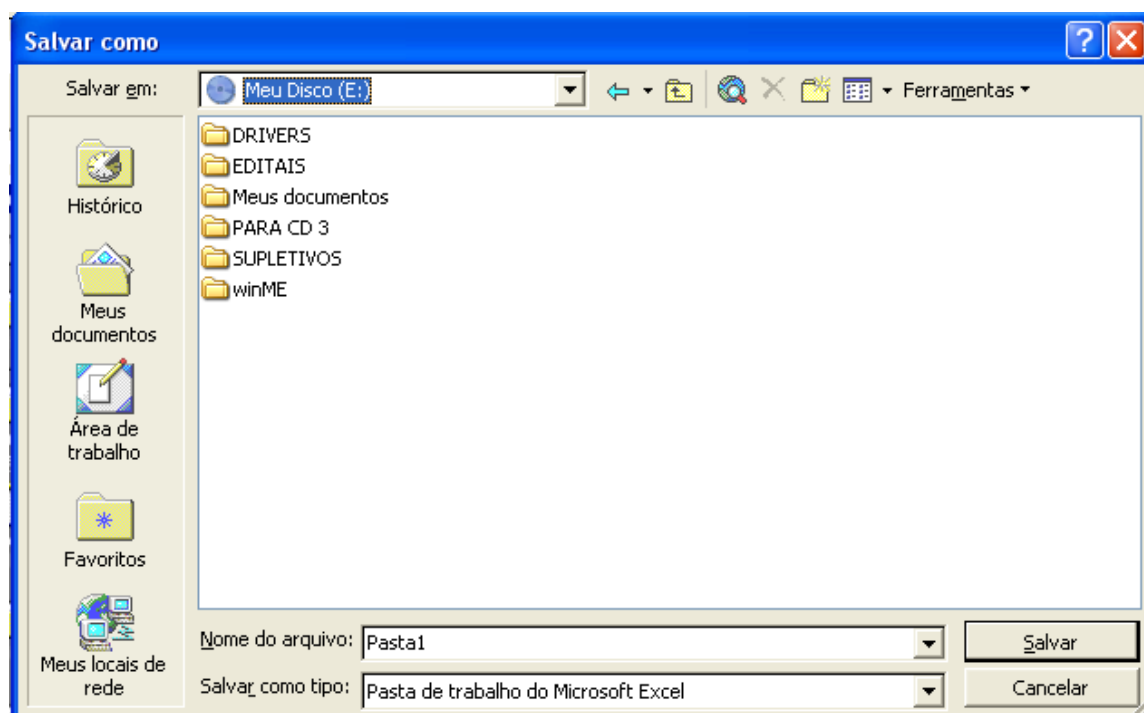 Salvar como
Salvar em:
Meu Disco (E:)
Ferramentas
DRIVERS
EDITAIS
Meus documentos
PARA CD 3
SUPLETIVOS
winME
Histórico
Meus
documentos
Área de
trabalho
Favoritos
Meus locais de
rede
Nome do arquivo:
Pasta1
Salvar
Salvar como tipo:
Pasta de trabalho do Microsoft Excel
Cancelar